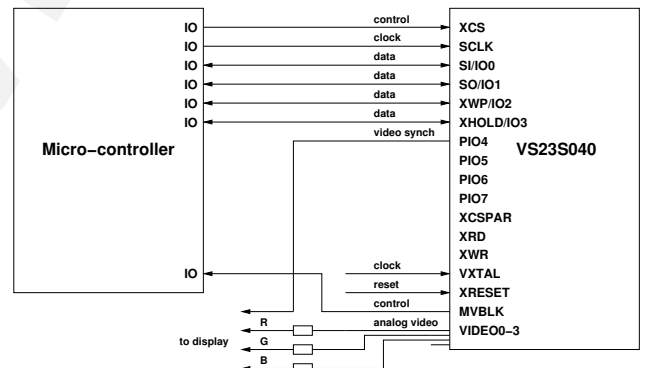 control
IO XCS
clock
IO SCLK
data
IO SI/IO0
data
IO SO/IO1
data
IO XWP/IO2
data
IO XHOLD/IO3
video synch
PIO4
Micro−controller VS23S040
PIO5
PIO6
PIO7
XCSPAR
XRD
XWR
clock
IO VXTAL
reset
XRESET
control
MVBLK
R analog video
VIDEO0−3
to display G
B